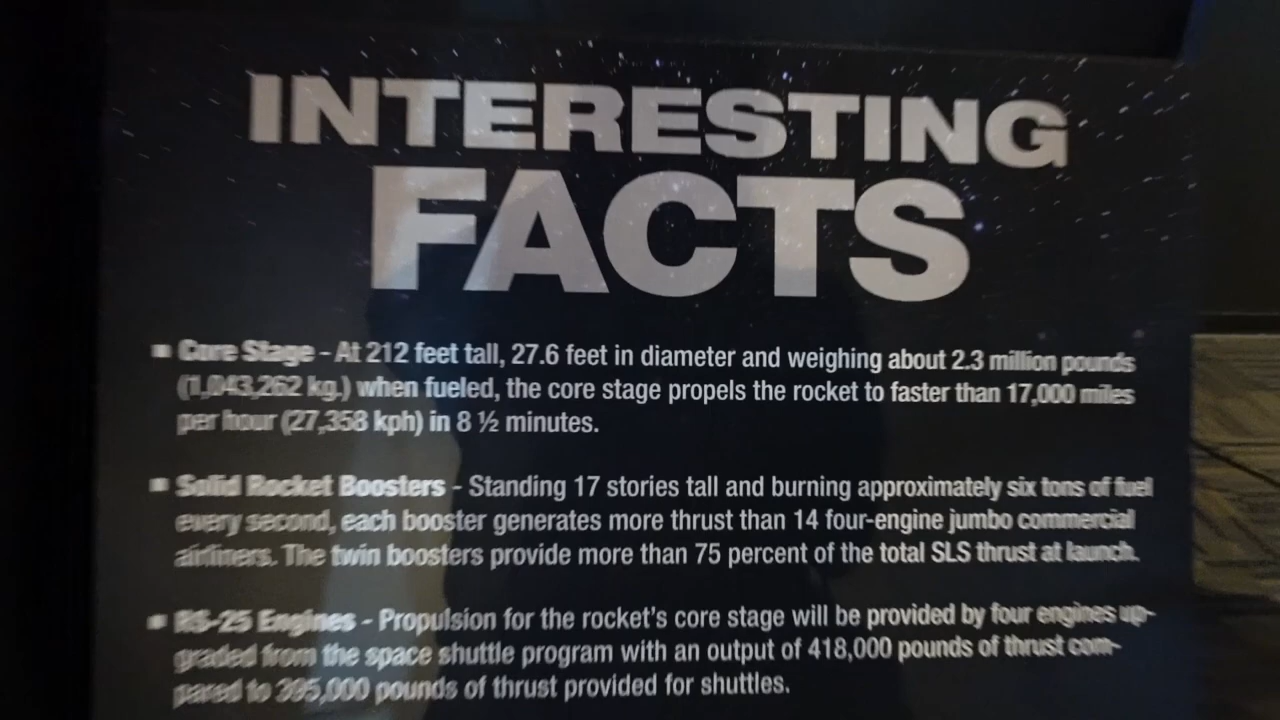 INTERESTING
FACTS
▪ Core Stage - At 212 feet tall, 27.6 feet in diameter and weighing about 2.3 million pounds
(1,043,262 kg.) when fueled, the core stage propels the rocket to faster than 17,000 miles
per hour (27,358 kph) in 8 ½ minutes.
▪ Solid Rocket Boosters - Standing 17 stories tall and burning approximately six tons of fuel
every second, each booster generates more thrust than 14 four-engine jumbo commercial
airliners. The twin boosters provide more than 75 percent of the total SLS thrust at launch.
▪ RS-25 Engines - Propulsion for the rocket's core stage will be provided by four engines up-
graded from the space shuttle program with an output of 418,000 pounds of thrust com-
pared to 395,000 pounds of thrust provided for shuttles.